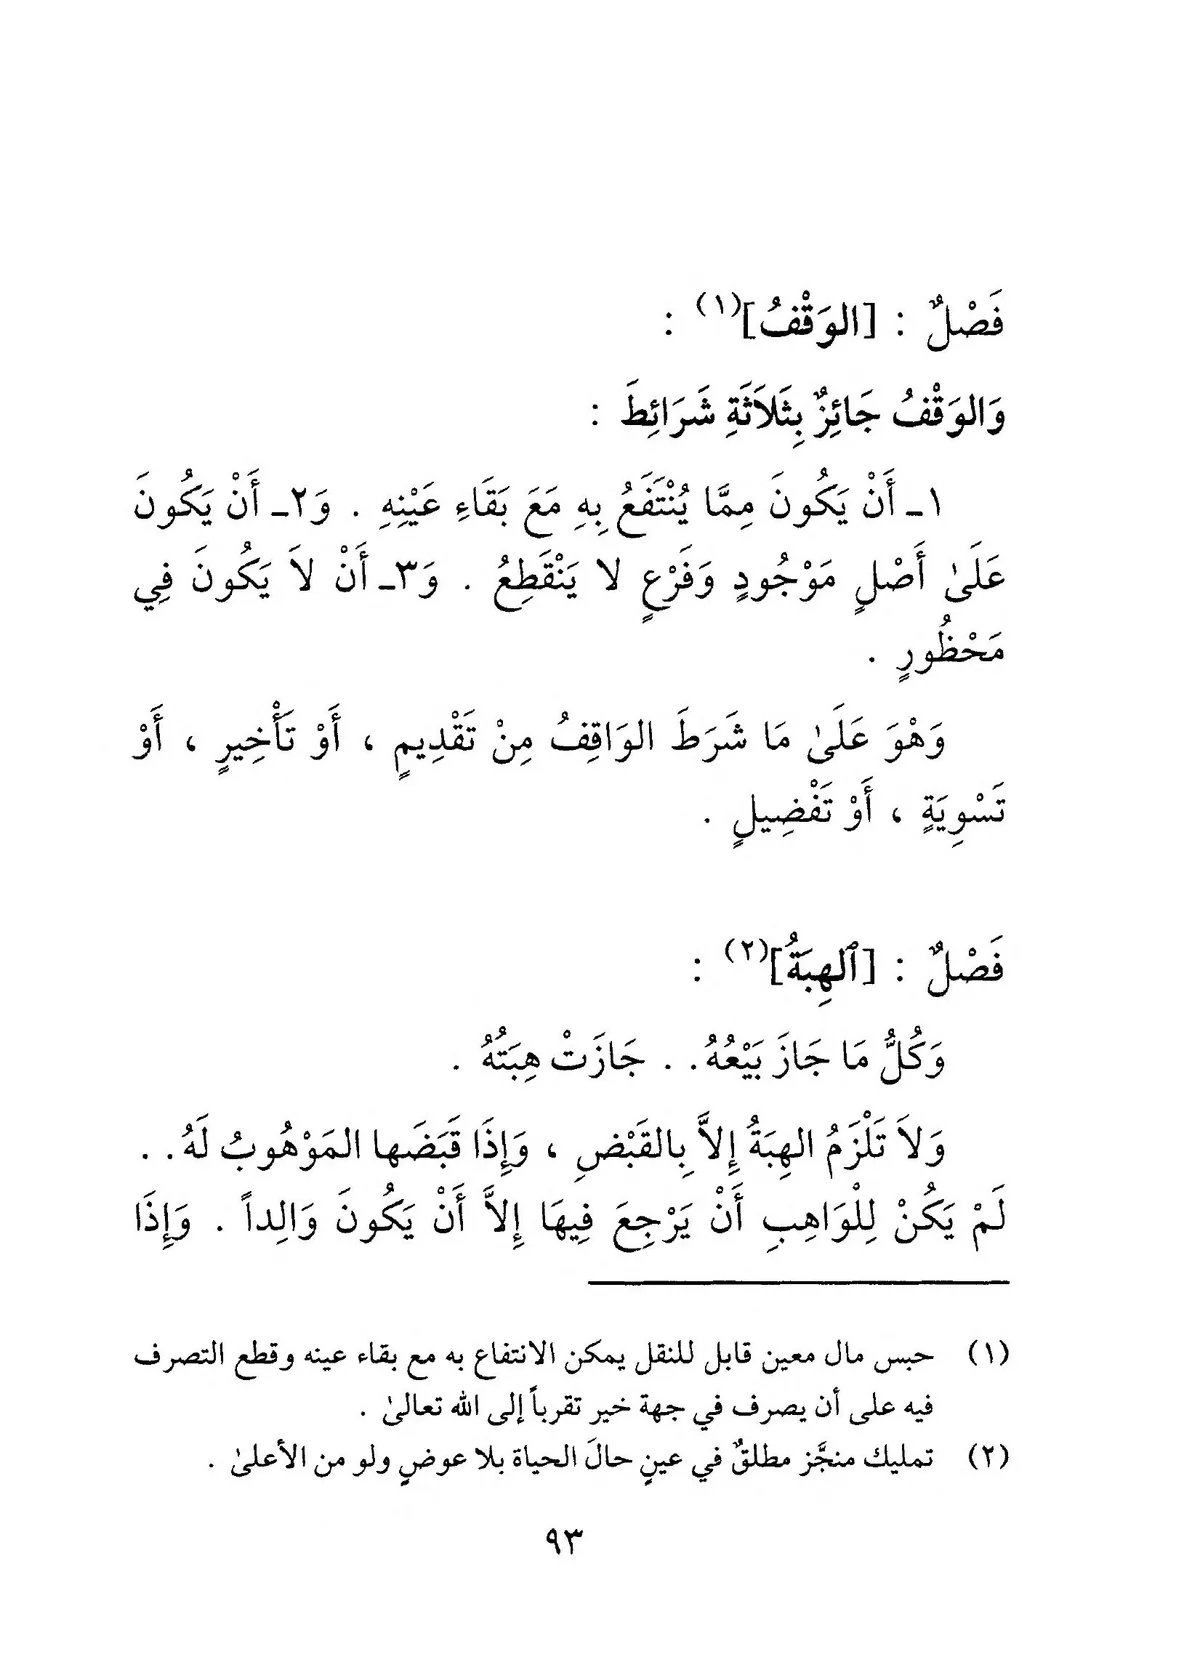 فَصْلٌ : [الوَقْفُ](١) :
وَالوَقْفُ جَائِزٌ بِثَلاَثَةِ شَرَائِطَ :
١ـ أَنْ يَكُونَ مِمَّا يُنْتَفَعُ بِهِ مَعَ بَقَاءِ عَيْنِهِ . وَ٢ـ أَنْ يَكُونَ
عَلَىٰ أَصْلٍ مَوْجُودٍ وَفَرْعٍ لا يَنْقَطِعُ . وَ٣ـ أَنْ لاَ يَكُونَ فِي
مَحْظُورٍ .
وَهْوَ عَلَىٰ مَا شَرَطَ الوَاقِفُ مِنْ تَقْدِيمٍ ، أَوْ تَأْخِيرٍ ، أَوْ
تَسْوِيَةٍ ، أَوْ تَفْضِيلٍ .
فَصْلٌ : [ٱلهِبَةُ](٢) :
وَكُلُّ مَا جَازَ بَيْعُهُ . . جَازَتْ هِبَتُهُ .
وَلاَ تَلْزَمُ الهِبَةُ إِلاَّ بِالقَبْضِ ، وَإِذَا قَبَضَها المَوْهُوبُ لَهُ . .
لَمْ يَكُنْ لِلْوَاهِبِ أَنْ يَرْجِعَ فِيهَا إِلاَّ أَنْ يَكُونَ وَالِداً . وَإِذَا
(١) حبس مال معين قابل للنقل يمكن الانتفاع به مع بقاء عينه وقطع التصرف
فيه على أن يصرف في جهة خير تقرباً إلى الله تعالىٰ .
(٢) تمليك منجَّز مطلقٌ في عينٍ حالَ الحياة بلا عوضٍ ولو من الأعلىٰ .
٩٣